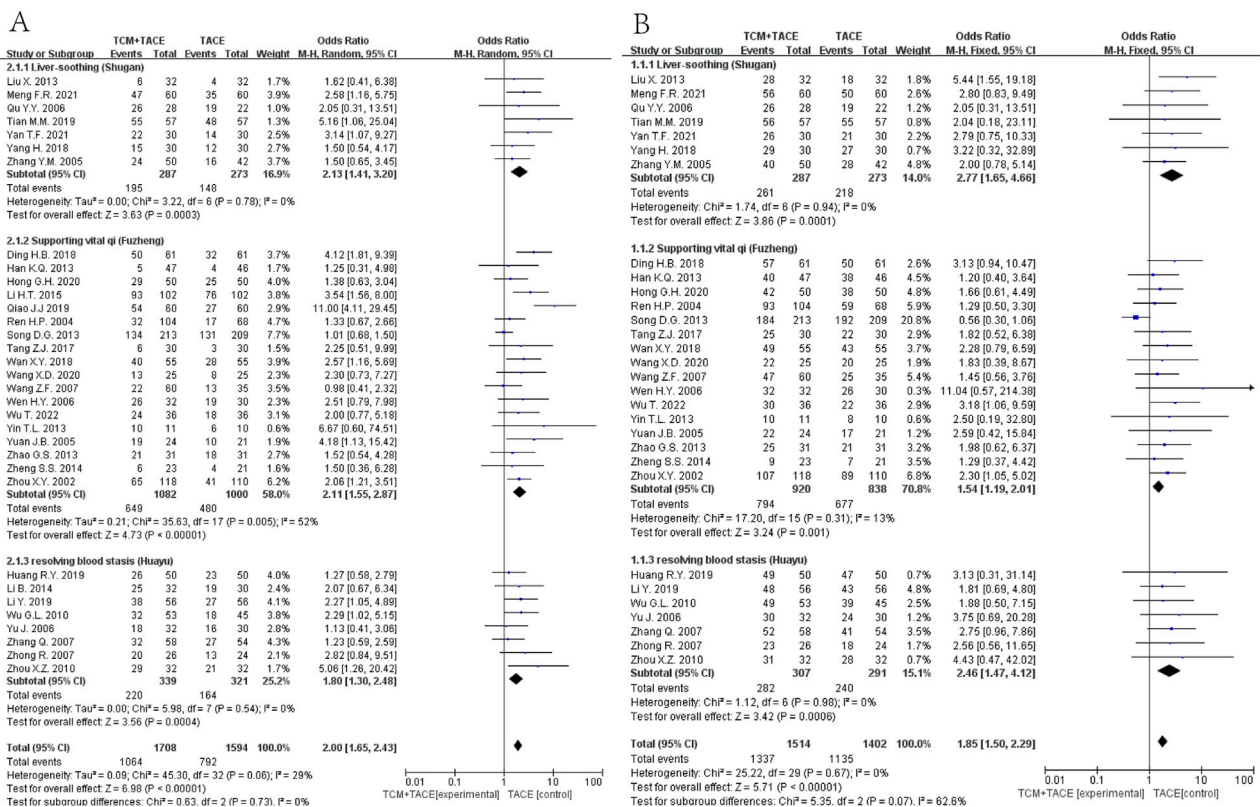 A
TCM+TACE TACE Odds Ratio Odds Ratio
Study or Subgroup Events Total Events Total Weight M-H, Random, 95% CI M-H, Random, 95% CI
2.1.1 Liver-soothing (Shugan)
Liu X. 2013 6 32 4 32 1.7% 1.62 [0.41, 6.38]
Meng F.R. 2021 47 60 35 60 3.9% 2.58 [1.16, 5.75]
Qu Y.Y. 2006 26 28 19 22 0.9% 2.05 [0.31, 13.51]
Tian M.M. 2019 55 57 48 57 1.3% 5.16 [1.06, 25.04]
Yan T.F. 2021 22 30 14 30 2.5% 3.14 [1.07, 9.27]
Yang H. 2018 15 30 12 30 2.8% 1.50 [0.54, 4.17]
Zhang Y.M. 2005 24 50 16 42 3.7% 1.50 [0.65, 3.45]
Subtotal (95% CI) 287 273 16.9% 2.13 [1.41, 3.20]
Total events 195 148
Heterogeneity: Tau² = 0.00; Chi² = 3.22, df = 6 (P = 0.78); I² = 0%
Test for overall effect: Z = 3.63 (P = 0.0003)
2.1.2 Supporting vital qi (Fuzheng)
Ding H.B. 2018 50 61 32 61 3.7% 4.12 [1.81, 9.39]
Han K.Q. 2013 5 47 4 46 1.7% 1.25 [0.31, 4.98]
Hong G.H. 2020 29 50 25 50 4.0% 1.38 [0.63, 3.04]
Li H.T. 2015 93 102 76 102 3.8% 3.54 [1.56, 8.00]
Qiao J.J 2019 54 60 27 60 2.9% 11.00 [4.11, 29.45]
Ren H.P. 2004 32 104 17 68 4.8% 1.33 [0.67, 2.66]
Song D.G. 2013 134 213 131 209 9.0% 1.01 [0.68, 1.50]
Tang Z.J. 2017 6 30 3 30 1.5% 2.25 [0.51, 9.99]
Wan X.Y. 2018 40 55 28 55 4.0% 2.57 [1.16, 5.69]
Wang X.D. 2020 13 25 8 25 2.3% 2.30 [0.73, 7.27]
Wang Z.F. 2007 22 60 13 35 3.5% 0.98 [0.41, 2.32]
Wen H.Y. 2006 26 32 19 30 2.3% 2.51 [0.79, 7.98]
Wu T. 2022 24 36 18 36 3.0% 2.00 [0.77, 5.18]
Yin T.L. 2013 10 11 6 10 0.6% 6.67 [0.60, 74.51]
Yuan J.B. 2005 19 24 10 21 1.9% 4.18 [1.13, 15.42]
Zhao G.S. 2013 21 31 18 31 2.7% 1.52 [0.54, 4.28]
Zheng S.S. 2014 6 23 4 21 1.6% 1.50 [0.36, 6.28]
Zhou X.Y. 2002 65 118 41 110 6.4% 2.06 [1.21, 3.51]
Subtotal (95% CI) 1082 1000 58.0% 2.11 [1.55, 2.87]
Total events 649 480
Heterogeneity: Tau² = 0.21; Chi² = 35.63, df = 17 (P = 0.005); I² = 52%
Test for overall effect: Z = 4.73 (P < 0.00001)
2.1.3 resolving blood stasis (Huayu)
Huang R.Y. 2019 26 50 23 50 4.0% 1.27 [0.58, 2.79]
Li B. 2014 25 32 19 30 2.4% 2.07 [0.67, 6.34]
Li Y. 2019 38 56 27 56 4.2% 2.27 [1.05, 4.89]
Wu G.L. 2010 32 53 18 45 3.9% 2.29 [1.02, 5.15]
Yu J. 2006 18 32 16 30 2.8% 1.13 [0.41, 3.06]
Zhang Q. 2007 32 58 27 54 4.3% 1.23 [0.59, 2.59]
Zhong R. 2007 20 26 13 24 2.1% 2.82 [0.84, 9.51]
Zhou X.Z. 2010 29 32 21 32 1.7% 5.06 [1.26, 20.42]
Subtotal (95% CI) 339 321 25.2% 1.80 [1.30, 2.48]
Total events 220 164
Heterogeneity: Tau² = 0.00; Chi² = 5.98, df = 7 (P = 0.54); I² = 0%
Test for overall effect: Z = 3.56 (P = 0.0004)
Total (95% CI) 1708 1594 100.0% 2.00 [1.65, 2.43]
Total events 1064 792
Heterogeneity: Tau² = 0.09; Chi² = 45.30, df = 32 (P = 0.06); I² = 29%
Test for overall effect: Z = 6.98 (P < 0.00001)
Test for subgroup differences: Chi² = 0.63, df = 2 (P = 0.73), I² = 0%
0.01 0.1 1 10 100
TCM+TACE[experimental] TACE [control]
B
TCM+TACE TACE Odds Ratio Odds Ratio
Study or Subgroup Events Total Events Total Weight M-H, Fixed, 95% CI M-H, Fixed, 95% CI
1.1.1 Liver-soothing (Shugan)
Liu X. 2013 28 32 18 32 1.8% 5.44 [1.55, 19.18]
Meng F.R. 2021 56 60 50 60 2.5% 2.80 [0.83, 9.49]
Qu Y.Y. 2006 26 28 19 22 1.2% 2.05 [0.31, 13.51]
Tian M.M. 2019 56 57 55 57 0.8% 2.04 [0.18, 23.11]
Yan T.F. 2021 26 30 21 30 2.1% 2.79 [0.75, 10.33]
Yang H. 2018 29 30 27 30 0.7% 3.22 [0.32, 32.89]
Zhang Y.M. 2005 40 50 28 42 4.8% 2.00 [0.78, 5.14]
Subtotal (95% CI) 287 273 14.0% 2.77 [1.65, 4.66]
Total events 261 218
Heterogeneity: Chi² = 1.74, df = 6 (P = 0.94); I² = 0%
Test for overall effect: Z = 3.86 (P = 0.0001)
1.1.2 Supporting vital qi (Fuzheng)
Ding H.B. 2018 57 61 50 61 2.6% 3.13 [0.94, 10.47]
Han K.Q. 2013 40 47 38 46 4.4% 1.20 [0.40, 3.64]
Hong G.H. 2020 42 50 38 50 5.0% 1.66 [0.61, 4.49]
Ren H.P. 2004 93 104 59 68 6.4% 1.29 [0.50, 3.30]
Song D.G. 2013 184 213 192 209 20.8% 0.56 [0.30, 1.06]
Tang Z.J. 2017 25 30 22 30 2.9% 1.82 [0.52, 6.38]
Wan X.Y. 2018 49 55 43 55 3.8% 2.28 [0.79, 6.59]
Wang X.D. 2020 22 25 20 25 1.9% 1.83 [0.39, 8.67]
Wang Z.F. 2007 47 60 25 35 5.4% 1.45 [0.56, 3.76]
Wen H.Y. 2006 32 32 26 30 0.3% 11.04 [0.57, 214.38]
Wu T. 2022 30 36 22 36 2.9% 3.18 [1.06, 9.59]
Yin T.L. 2013 10 11 8 10 0.6% 2.50 [0.19, 32.80]
Yuan J.B. 2005 22 24 17 21 1.2% 2.59 [0.42, 15.84]
Zhao G.S. 2013 25 31 21 31 3.2% 1.98 [0.62, 6.37]
Zheng S.S. 2014 9 23 7 21 3.5% 1.29 [0.37, 4.42]
Zhou X.Y. 2002 107 118 89 110 6.7% 2.30 [1.05, 5.02]
Subtotal (95% CI) 920 838 70.8% 1.54 [1.19, 2.01]
Total events 794 677
Heterogeneity: Chi² = 17.20, df = 15 (P = 0.31); I² = 13%
Test for overall effect: Z = 3.24 (P = 0.001)
1.1.3 resolving blood stasis (Huayu)
Huang R.Y. 2019 49 50 47 50 0.7% 3.13 [0.31, 31.14]
Li Y. 2019 48 56 43 56 4.8% 1.81 [0.69, 4.80]
Wu G.L. 2010 49 53 39 45 2.6% 1.88 [0.50, 7.15]
Yu J. 2006 30 32 24 30 1.2% 3.75 [0.69, 20.28]
Zhang Q. 2007 52 58 41 54 3.3% 2.75 [0.96, 7.86]
Zhong R. 2007 23 26 18 24 1.7% 2.56 [0.56, 11.65]
Zhou X.Z. 2010 31 32 28 32 0.7% 4.43 [0.47, 42.02]
Subtotal (95% CI) 307 291 15.1% 2.46 [1.47, 4.12]
Total events 282 240
Heterogeneity: Chi² = 1.12, df = 6 (P = 0.98); I² = 0%
Test for overall effect: Z = 3.42 (P = 0.0006)
Total (95% CI) 1514 1402 100.0% 1.85 [1.50, 2.29]
Total events 1337 1135
Heterogeneity: Chi² = 25.22, df = 29 (P = 0.67); I² = 0%
Test for overall effect: Z = 5.71 (P < 0.00001)
Test for subgroup differences: Chi² = 5.35, df = 2 (P = 0.07), I² = 62.6%
0.01 0.1 1 10 100
TCM+TACE[experimental] TACE [control]